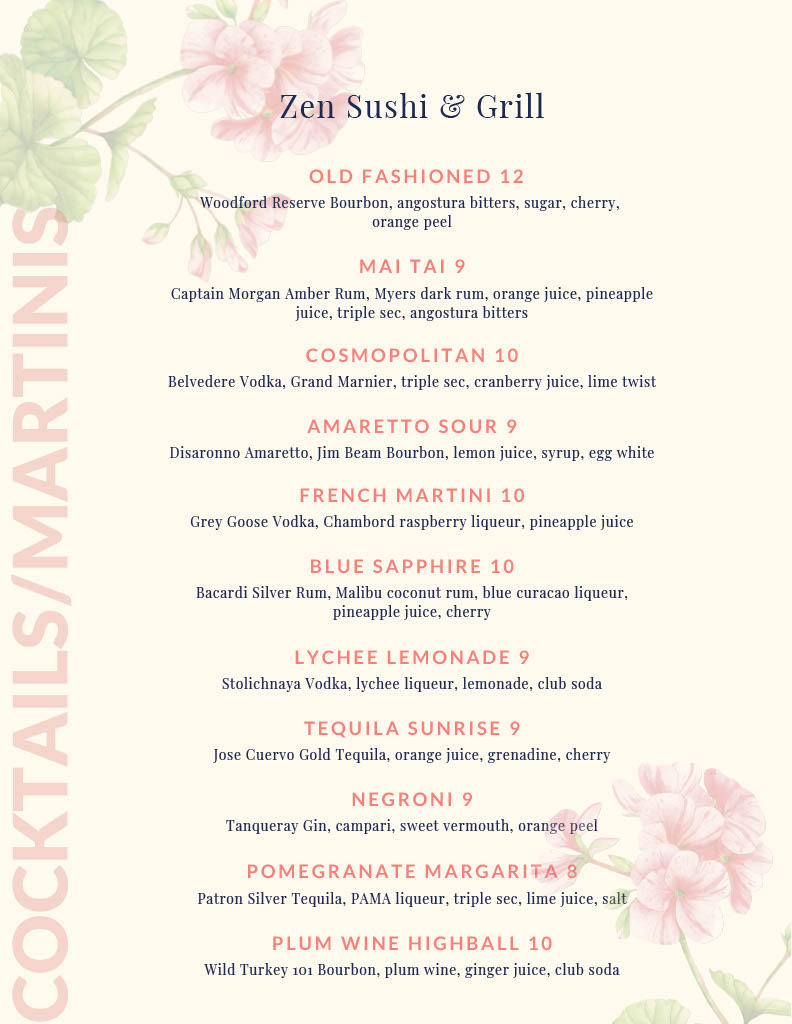 Zen Sushi & Grill
OLD FASHIONED 12
Woodford Reserve Bourbon, angostura bitters, sugar, cherry,
orange peel
MAI TAI 9
Captain Morgan Amber Rum, Myers dark rum, orange juice, pineapple
juice, triple sec, angostura bitters
COSMOPOLITAN 10
Belvedere Vodka, Grand Marnier, triple sec, cranberry juice, lime twist
AMARETTO SOUR 9
Disaronno Amaretto, Jim Beam Bourbon, lemon juice, syrup, egg white
FRENCH MARTINI 10
Grey Goose Vodka, Chambord raspberry liqueur, pineapple juice
BLUE SAPPHIRE 10
Bacardi Silver Rum, Malibu coconut rum, blue curacao liqueur,
pineapple juice, cherry
LYCHEE LEMONADE 9
Stolichnaya Vodka, lychee liqueur, lemonade, club soda
TEQUILA SUNRISE 9
Jose Cuervo Gold Tequila, orange juice, grenadine, cherry
NEGRONI 9
Tanqueray Gin, campari, sweet vermouth, orange peel
POMEGRANATE MARGARITA 8
Patron Silver Tequila, PAMA liqueur, triple sec, lime juice, salt
PLUM WINE HIGHBALL 10
Wild Turkey 101 Bourbon, plum wine, ginger juice, club soda
COCKTAILS/MARTINIS